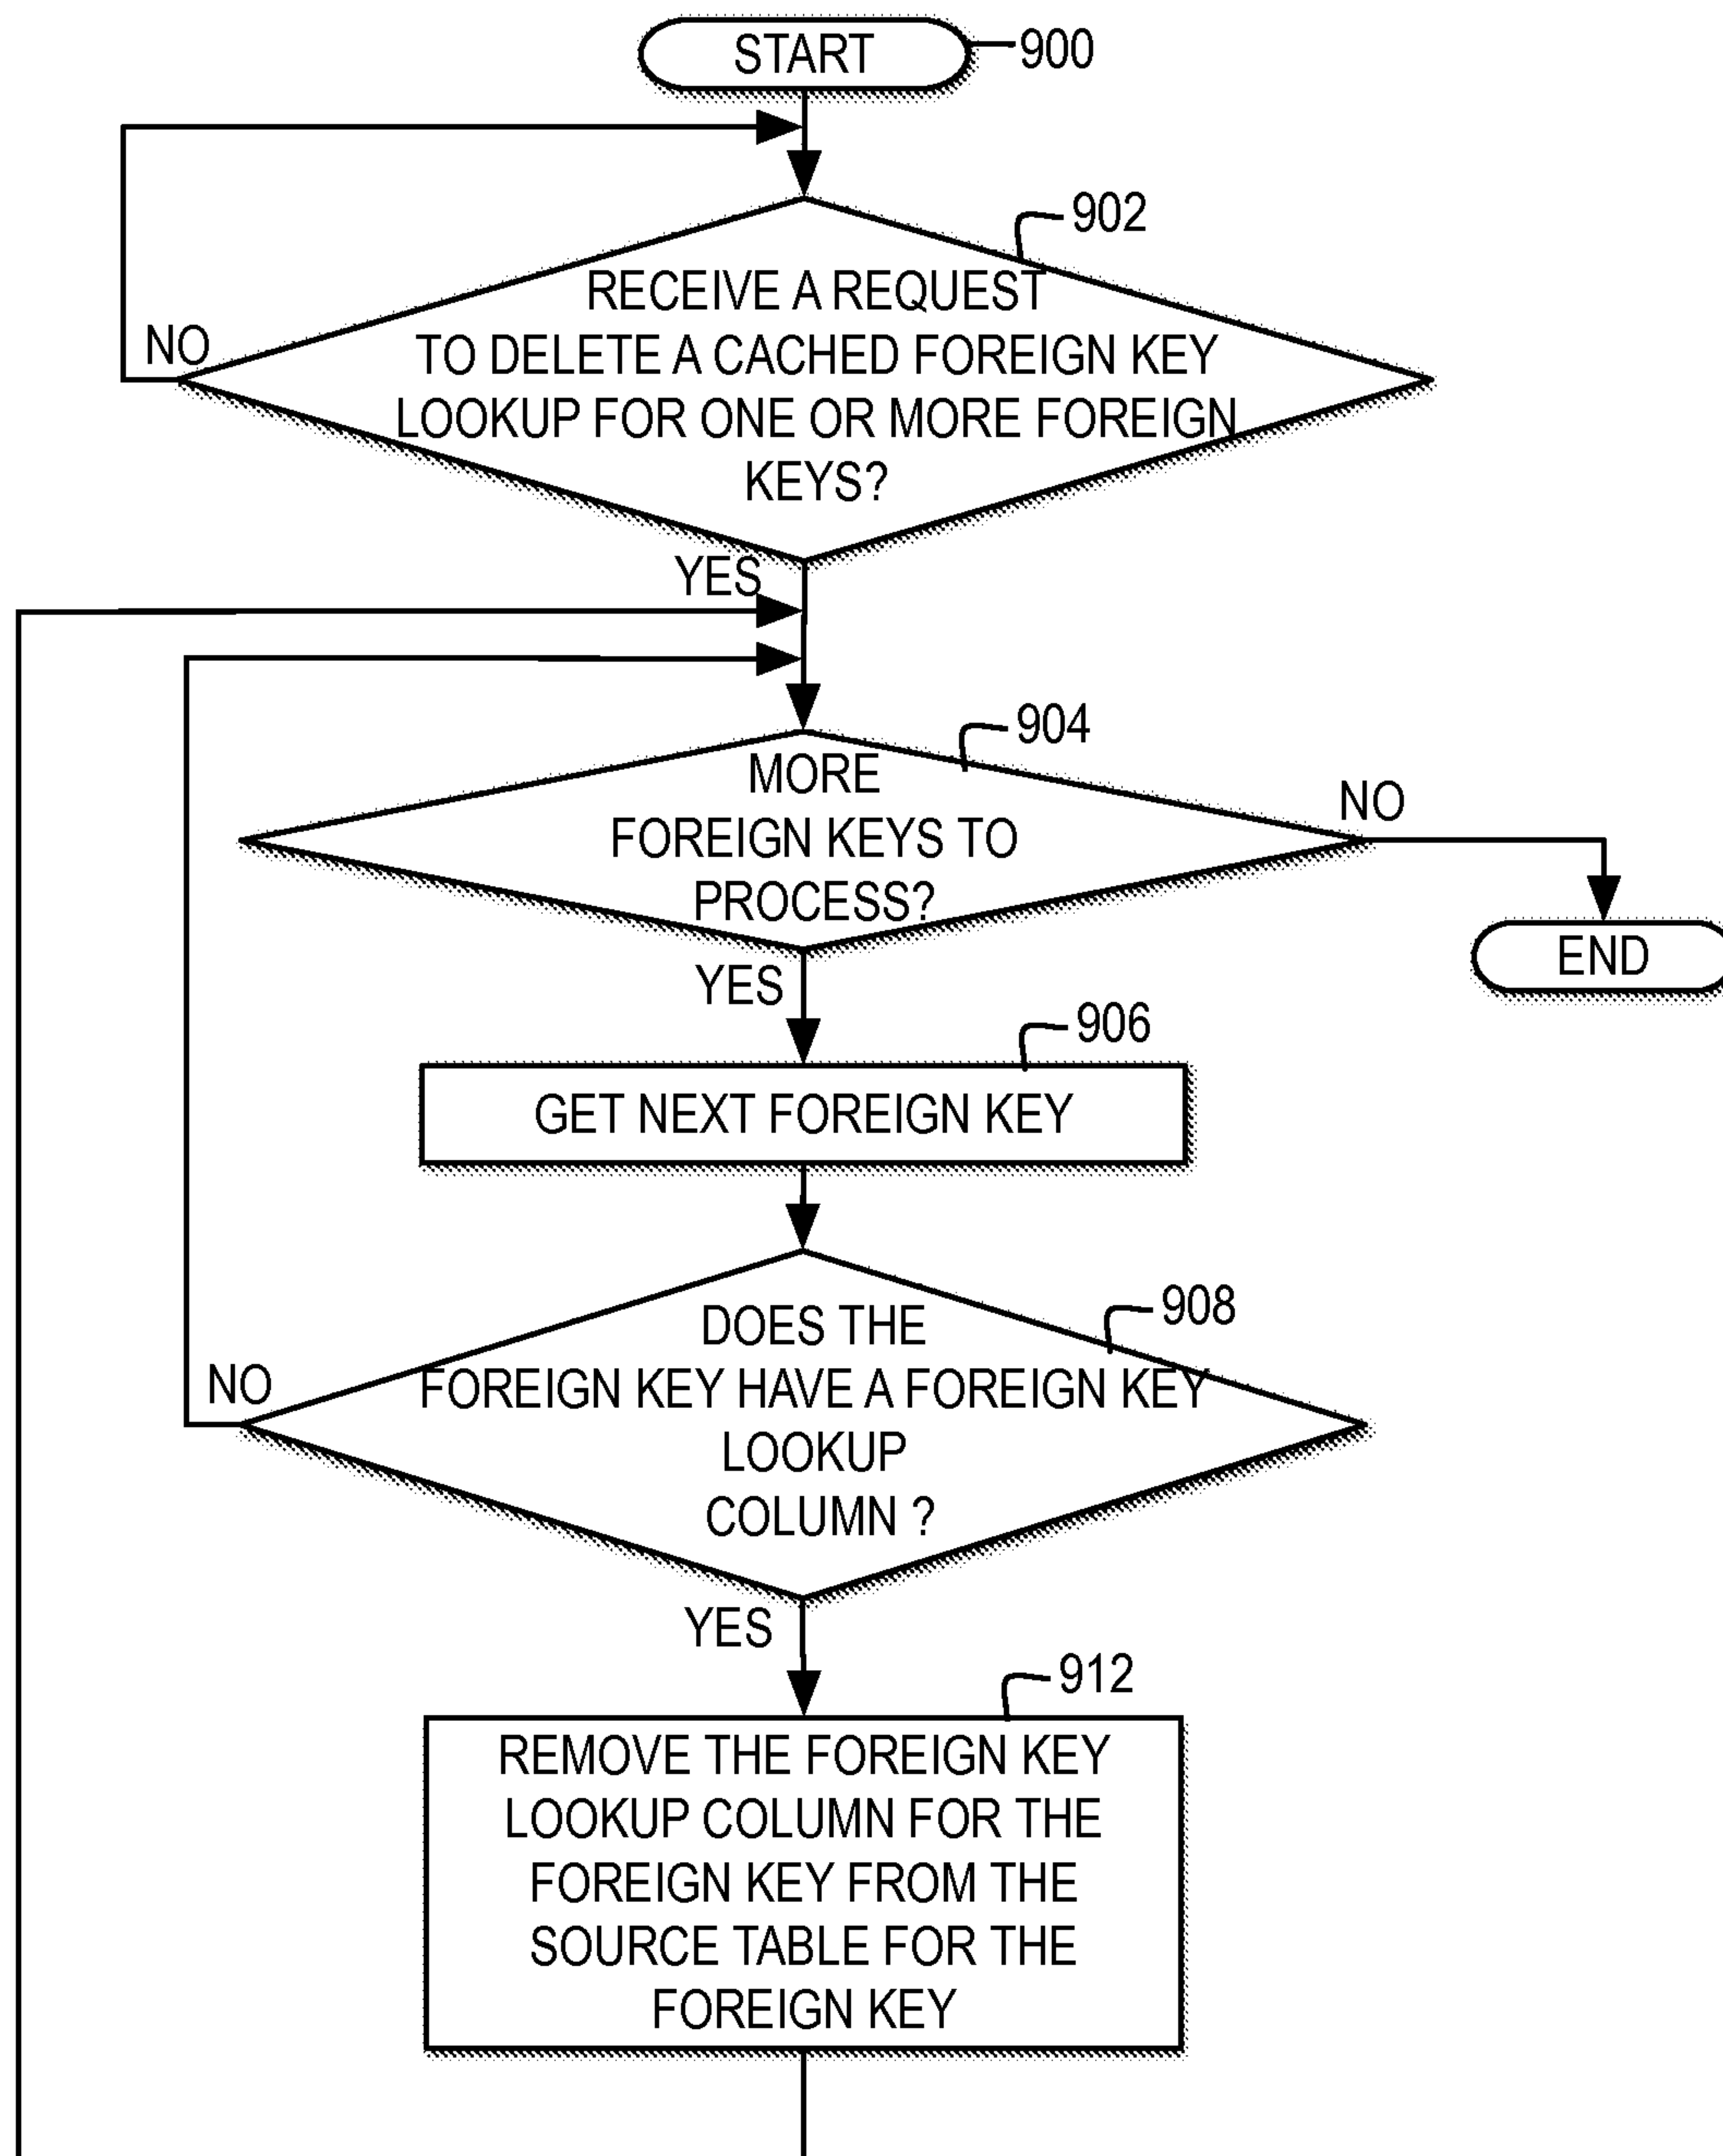 START
900
902
RECEIVE A REQUEST
TO DELETE A CACHED FOREIGN KEY
LOOKUP FOR ONE OR MORE FOREIGN
KEYS?
NO
YES
904
MORE
FOREIGN KEYS TO
PROCESS?
NO
END
YES
906
GET NEXT FOREIGN KEY
908
DOES THE
FOREIGN KEY HAVE A FOREIGN KEY
LOOKUP
COLUMN ?
NO
YES
912
REMOVE THE FOREIGN KEY
LOOKUP COLUMN FOR THE
FOREIGN KEY FROM THE
SOURCE TABLE FOR THE
FOREIGN KEY